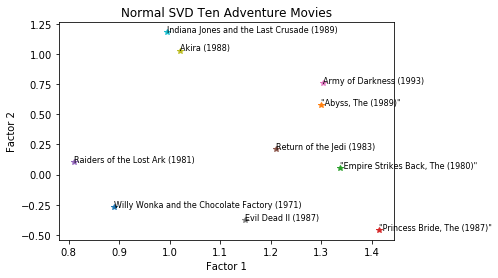 Normal SVD Ten Adventure Movies
1.25
Indiana Jones and the Last Crusade (1989)
Akira (1988)
1.00
Army of Darkness (1993)
0.75
"Abyss, The (1989)"
0.50
Factor 2
0.25
Return of the Jedi (1983)
Raiders of the Lost Ark (1981)
"Empire Strikes Back, The (1980)"
0.00
−0.25
Willy Wonka and the Chocolate Factory (1971)
Evil Dead II (1987)
"Princess Bride, The (1987)"
−0.50
0.8 0.9 1.0 1.1 1.2 1.3 1.4
Factor 1